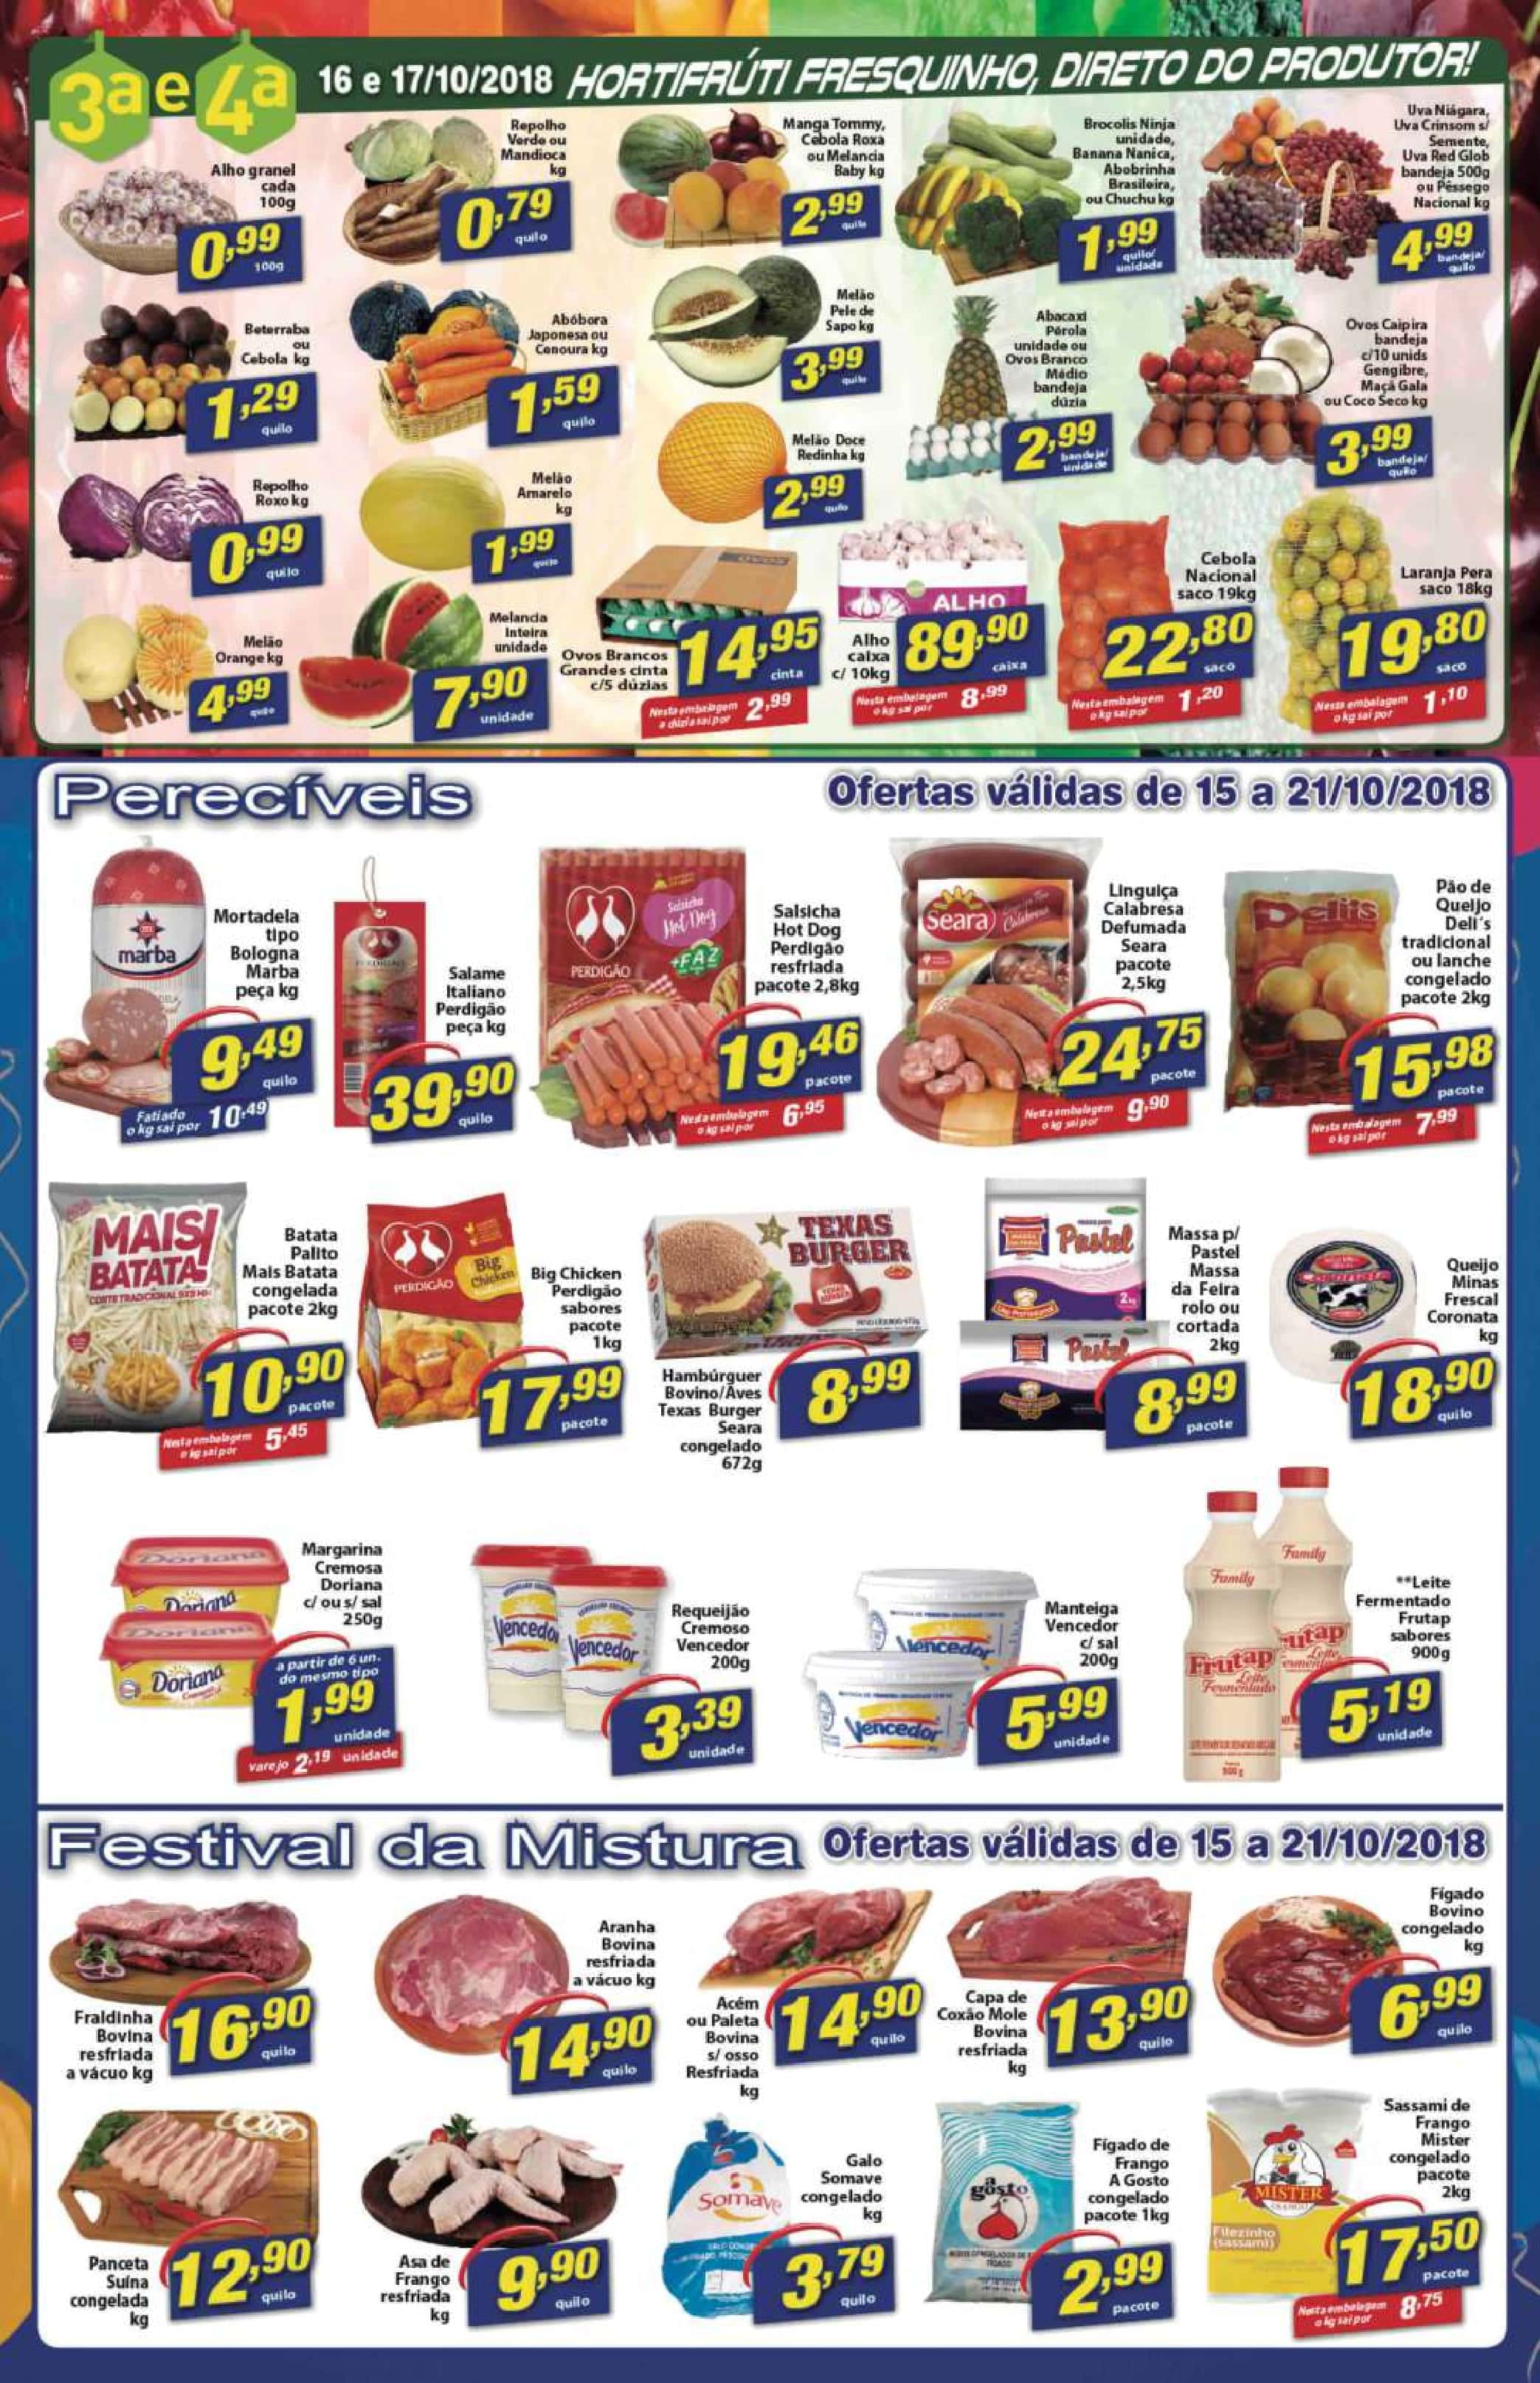 3ª e 4ª
16 e 17/10/2018 HORTIFRÚTI FRESQUINHO, DIRETO DO PRODUTOR!
Alho granel
cada
100g
0,99
100g
Repolho
Verde ou
Mandioca
kg
0,79
quilo
Manga Tommy,
Cebola Roxa
ou Melancia
Baby kg
2,99
quilo
Brocolis Ninja
unidade,
Banana Nanica,
Abobrinha
Brasileira,
ou Chuchu kg
1,99
quilo/
unidade
Uva Niágara,
Uva Crinsom s/
Semente,
Uva Red Glob
bandeja 500g
ou Pêssego
Nacional kg
4,99
bandeja/
quilo
Beterraba
ou
Cebola kg
1,29
quilo
Abóbora
Japonesa ou
Cenoura kg
1,59
quilo
Melão
Pele de
Sapo kg
3,99
quilo
Abacaxi
Pérola
unidade ou
Ovos Branco
Médio
bandeja
dúzia
2,99
bandeja/
unidade
Ovos Caipira
bandeja
c/10 unids
Gengibre,
Maçã Gala
ou Coco Seco kg
3,99
bandeja/
quilo
Repolho
Roxo kg
0,99
quilo
Melão
Amarelo
kg
1,99
quilo
Melão Doce
Redinha kg
2,99
quilo
Melão
Orange kg
4,99
quilo
Melancia
Inteira
unidade
7,90
unidade
OVOS
Ovos Brancos
Grandes cinta
c/5 dúzias
14,95
cinta
Nesta embalagem
a dúzia sai por 2,99
ALHO
Alho
caixa
c/ 10kg
89,90
caixa
Nesta embalagem
o kg sai por 8,99
Cebola
Nacional
saco 19kg
22,80
saco
Nesta embalagem
o kg sai por 1,20
Laranja Pera
saco 18kg
19,80
saco
Nesta embalagem
o kg sai por 1,10
Perecíveis
Ofertas válidas de 15 a 21/10/2018
marba
Mortadela
tipo
Bologna
Marba
peça kg
9,49
quilo
Fatiado
o kg sai por 10,49
PERDIGÃO
Salame
Italiano
Perdigão
peça kg
39,90
quilo
PERDIGÃO
Salsicha
Hot Dog
+FAZ
Salsicha
Hot Dog
Perdigão
resfriada
pacote 2,8kg
19,46
pacote
Nesta embalagem
o kg sai por 6,95
Seara
Calabresa
Linguiça
Calabresa
Defumada
Seara
pacote
2,5kg
24,75
pacote
Nesta embalagem
o kg sai por 9,90
Deli's
Pão de
Queijo
Deli's
tradicional
ou lanche
congelado
pacote 2kg
15,98
pacote
Nesta embalagem
o kg sai por 7,99
MAIS!
BATATA
CORTE TRADICIONAL 9X9 MM
Batata
Palito
Mais Batata
congelada
pacote 2kg
10,90
pacote
Nesta embalagem
o kg sai por 5,45
PERDIGÃO
Big
Chicken
Big Chicken
Perdigão
sabores
pacote
1kg
17,99
pacote
TEXAS
BURGER
TEXAS
BURGER
Hambúrguer
Bovino/Aves
Texas Burger
Seara
congelado
672g
8,99
Pastel
2kg
Pastel
Massa p/
Pastel
Massa
da Feira
rolo ou
cortada
2kg
8,99
pacote
Queijo
Minas
Frescal
Coronata
kg
18,90
quilo
Doriana
Doriana
Doriana
Doriana
Margarina
Cremosa
Doriana
c/ ou s/ sal
250g
a partir de 6 un.
do mesmo tipo
1,99
unidade
varejo 2,19 unidade
Vencedor
Vencedor
Requeijão
Cremoso
Vencedor
200g
3,39
unidade
Vencedor
Vencedor
Manteiga
Vencedor
c/ sal
200g
5,99
unidade
Family
Family
Frutap
Leite
Fermentado
900 g
**Leite
Fermentado
Frutap
sabores
900g
5,19
unidade
Festival da Mistura
Ofertas válidas de 15 a 21/10/2018
Fraldinha
Bovina
resfriada
a vácuo kg
16,90
quilo
Aranha
Bovina
resfriada
a vácuo kg
14,90
quilo
Acém
ou Paleta
Bovina
s/ osso
Resfriada
kg
14,90
quilo
Capa de
Coxão Mole
Bovina
resfriada
kg
13,90
quilo
Fígado
Bovino
congelado
kg
6,99
quilo
Panceta
Suína
congelada
kg
12,90
quilo
Asa de
Frango
resfriada
kg
9,90
quilo
Somave
Galo
Somave
congelado
kg
3,79
quilo
a
gosto
Fígado de
Frango
A Gosto
congelado
pacote 1kg
2,99
pacote
MISTER
FRANGO
Filezinho
(sassami)
Sassami de
Frango
Mister
congelado
pacote
2kg
17,50
pacote
Nesta embalagem
o kg sai por 8,75